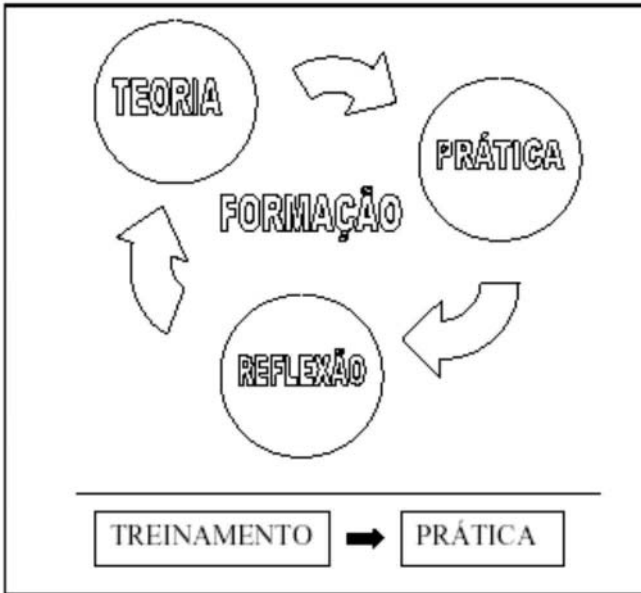 TEORIA
PRÁTICA
FORMAÇÃO
REFLEXÃO
TREINAMENTO PRÁTICA